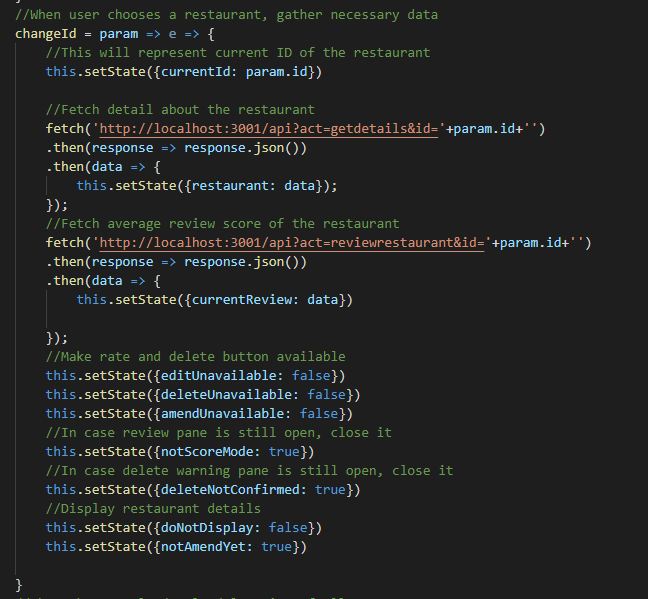 //When user chooses a restaurant, gather necessary data
changeId = param => e => {
//This will represent current ID of the restaurant
this.setState({currentId: param.id})
//Fetch detail about the restaurant
fetch('http://localhost:3001/api?act=getdetails&id='+param.id+'')
.then(response => response.json())
.then(data => {
this.setState({restaurant: data});
});
//Fetch average review score of the restaurant
fetch('http://localhost:3001/api?act=reviewrestaurant&id='+param.id+'')
.then(response => response.json())
.then(data => {
this.setState({currentReview: data})
});
//Make rate and delete button available
this.setState({editUnavailable: false})
this.setState({deleteUnavailable: false})
this.setState({amendUnavailable: false})
//In case review pane is still open, close it
this.setState({notScoreMode: true})
//In case delete warning pane is still open, close it
this.setState({deleteNotConfirmed: true})
//Display restaurant details
this.setState({doNotDisplay: false})
this.setState({notAmendYet: true})
}